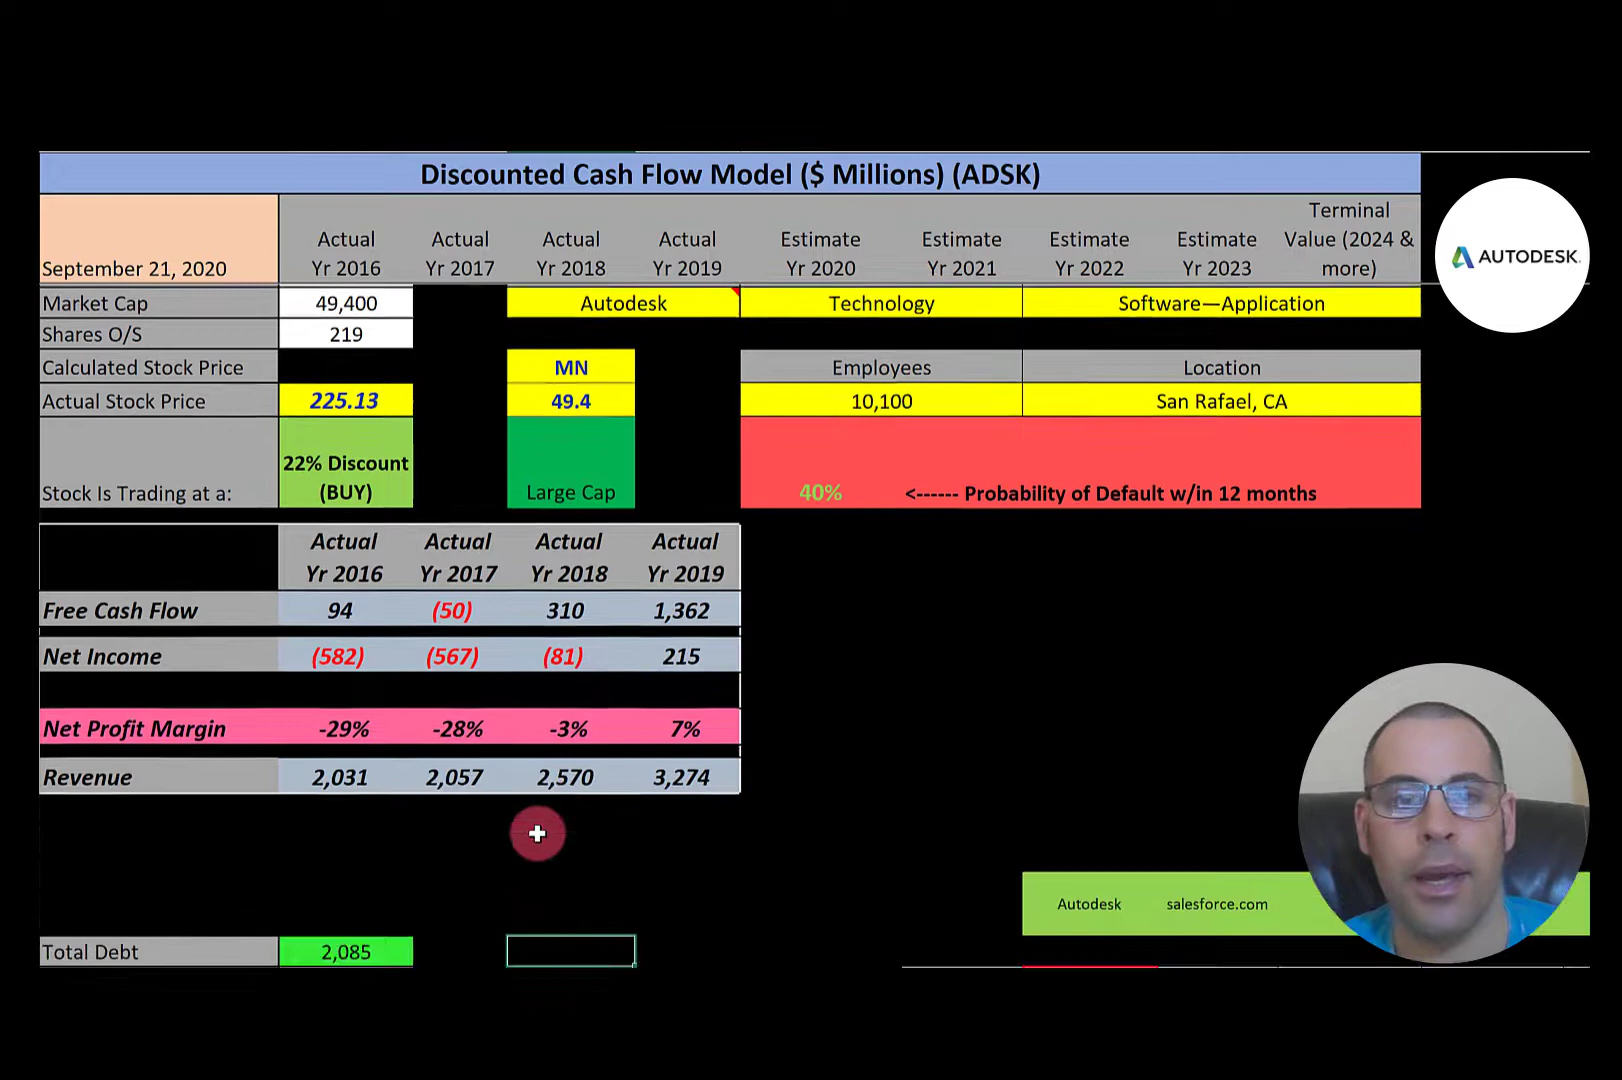 Discounted Cash Flow Model ($ Millions) (ADSK)
September 21, 2020
Actual Yr 2016
Actual Yr 2017
Actual Yr 2018
Actual Yr 2019
Estimate Yr 2020
Estimate Yr 2021
Estimate Yr 2022
Estimate Yr 2023
Terminal Value (2024 & more)
AUTODESK
Market Cap 49,400 Autodesk Technology Software—Application
Shares O/S 219
Calculated Stock Price MN Employees Location
Actual Stock Price 225.13 49.4 10,100 San Rafael, CA
Stock Is Trading at a: 22% Discount (BUY) Large Cap 40% <------ Probability of Default w/in 12 months
Actual Yr 2016
Actual Yr 2017
Actual Yr 2018
Actual Yr 2019
Free Cash Flow 94 (50) 310 1,362
Net Income (582) (567) (81) 215
Net Profit Margin -29% -28% -3% 7%
Revenue 2,031 2,057 2,570 3,274
Autodesk salesforce.com
Total Debt 2,085